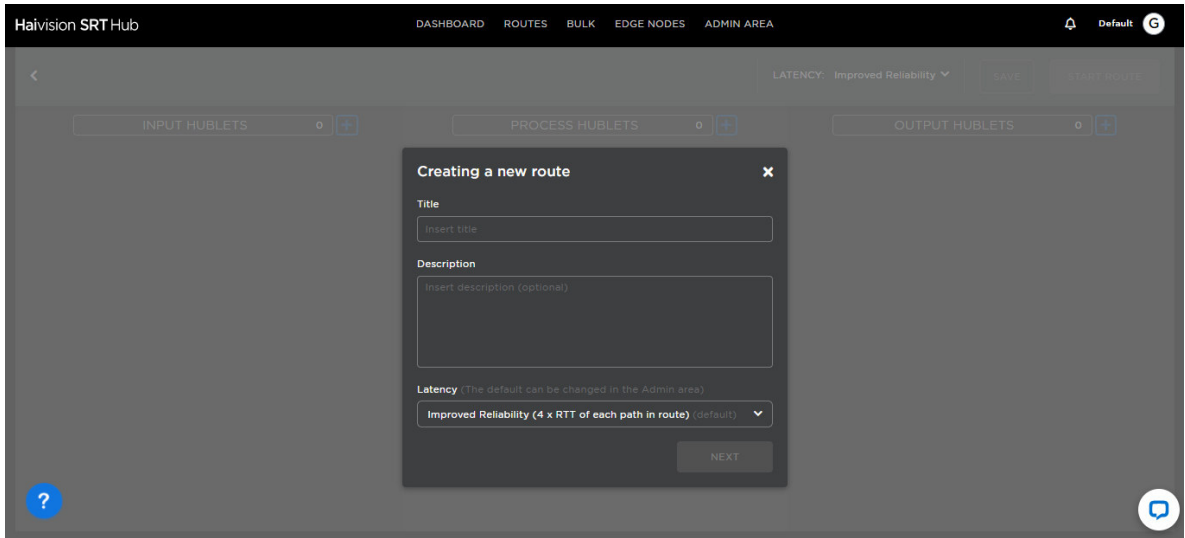 Haivision SRT Hub
DASHBOARD ROUTES BULK EDGE NODES ADMIN AREA
Default G
LATENCY: Improved Reliability
SAVE
START ROUTE
INPUT HUBLETS 0 +
PROCESS HUBLETS 0 +
OUTPUT HUBLETS 0 +
Creating a new route
Title
Insert title
Description
Insert description (optional)
Latency (The default can be changed in the Admin area)
Improved Reliability (4 x RTT of each path in route) (default)
NEXT
?